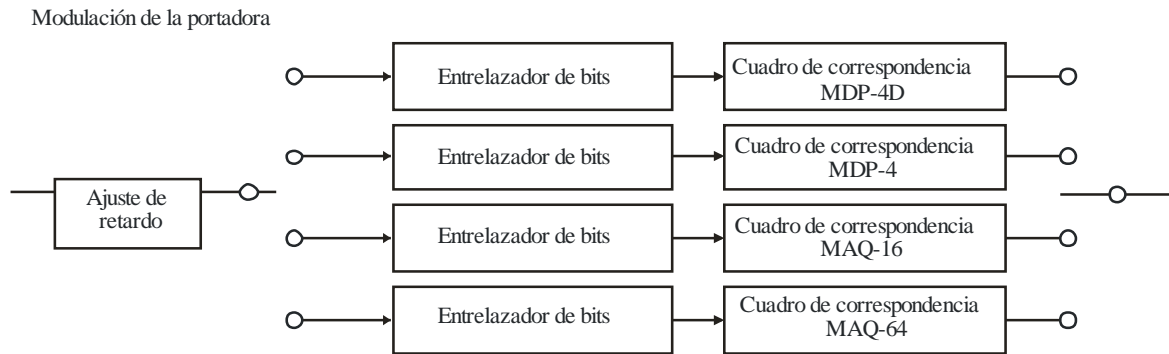 Modulación de la portadora
Entrelazador de bits
Cuadro de correspondencia
MDP-4D
Entrelazador de bits
Cuadro de correspondencia
MDP-4
Ajuste de
retardo
Entrelazador de bits
Cuadro de correspondencia
MAQ-16
Entrelazador de bits
Cuadro de correspondencia
MAQ-64